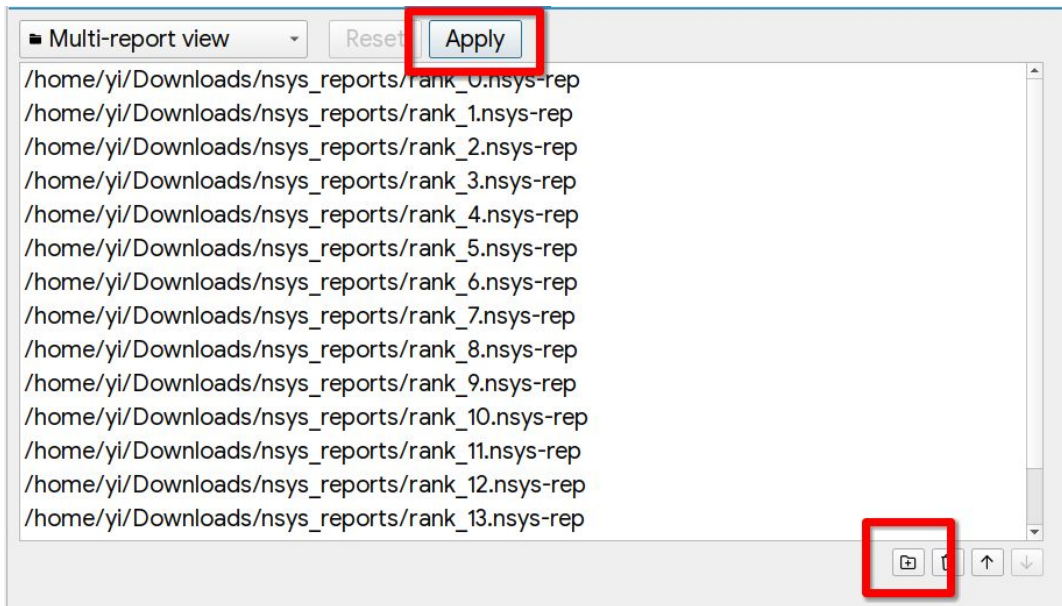 Multi-report view Reset Apply
/home/yi/Downloads/nsys_reports/rank_0.nsys-rep
/home/yi/Downloads/nsys_reports/rank_1.nsys-rep
/home/yi/Downloads/nsys_reports/rank_2.nsys-rep
/home/yi/Downloads/nsys_reports/rank_3.nsys-rep
/home/yi/Downloads/nsys_reports/rank_4.nsys-rep
/home/yi/Downloads/nsys_reports/rank_5.nsys-rep
/home/yi/Downloads/nsys_reports/rank_6.nsys-rep
/home/yi/Downloads/nsys_reports/rank_7.nsys-rep
/home/yi/Downloads/nsys_reports/rank_8.nsys-rep
/home/yi/Downloads/nsys_reports/rank_9.nsys-rep
/home/yi/Downloads/nsys_reports/rank_10.nsys-rep
/home/yi/Downloads/nsys_reports/rank_11.nsys-rep
/home/yi/Downloads/nsys_reports/rank_12.nsys-rep
/home/yi/Downloads/nsys_reports/rank_13.nsys-rep